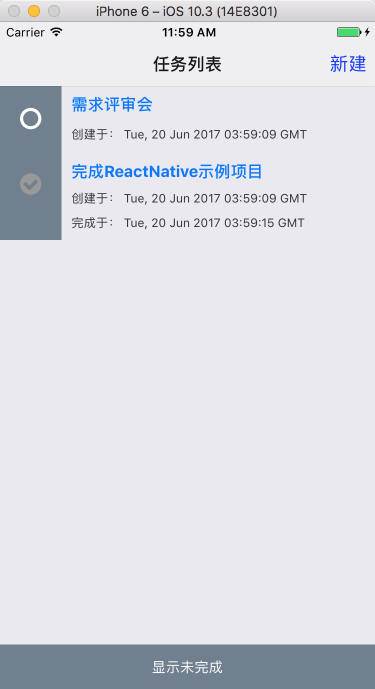 iPhone 6 – iOS 10.3 (14E8301)
Carrier 11:59 AM
任务列表 新建
需求评审会
创建于: Tue, 20 Jun 2017 03:59:09 GMT
完成ReactNative示例项目
创建于: Tue, 20 Jun 2017 03:59:09 GMT
完成于: Tue, 20 Jun 2017 03:59:15 GMT
显示未完成